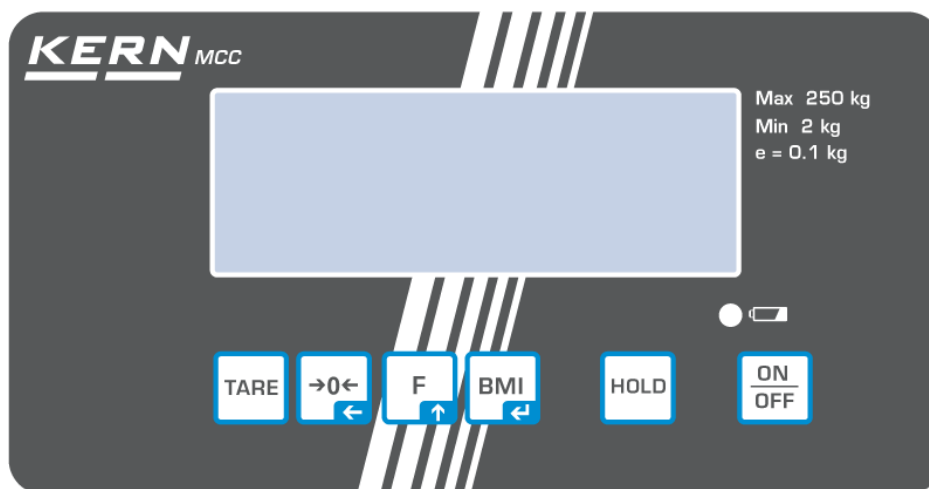 KERN MCC
Max 250 kg
Min 2 kg
e = 0.1 kg
TARE →0← F BMI HOLD ON
OFF